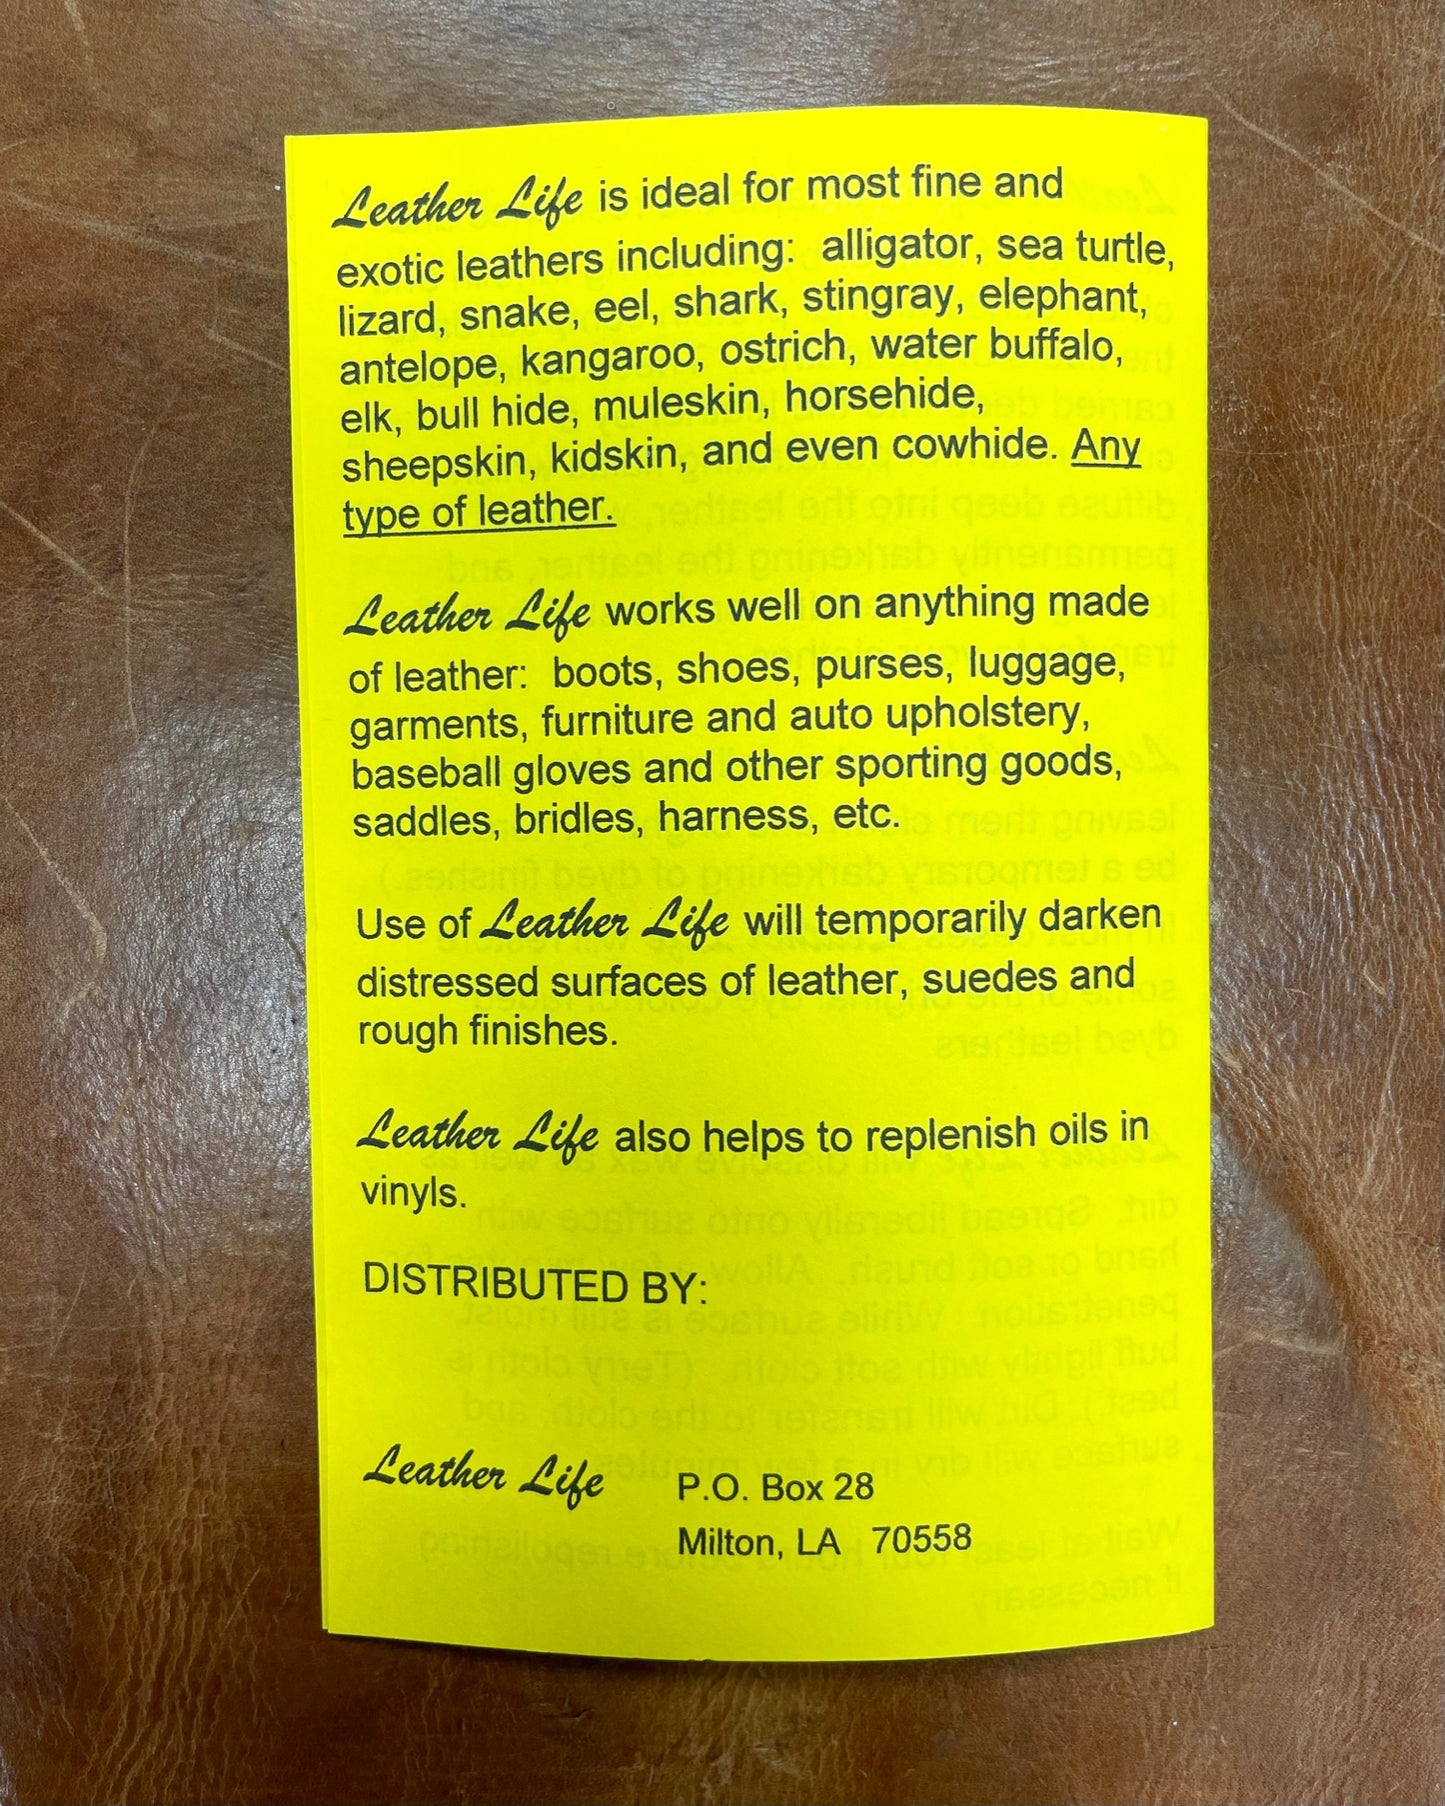 Leather Life is ideal for most fine and
exotic leathers including:  alligator, sea turtle,
lizard, snake, eel, shark, stingray, elephant,
antelope, kangaroo, ostrich, water buffalo,
elk, bull hide, muleskin, horsehide,
sheepskin, kidskin, and even cowhide. Any
type of leather.
Leather Life works well on anything made
of leather:  boots, shoes, purses, luggage,
garments, furniture and auto upholstery,
baseball gloves and other sporting goods,
saddles, bridles, harness, etc.
Use of Leather Life will temporarily darken
distressed surfaces of leather, suedes and
rough finishes.
Leather Life also helps to replenish oils in
vinyls.
DISTRIBUTED BY:
Leather Life P.O. Box 28
Milton, LA 70558